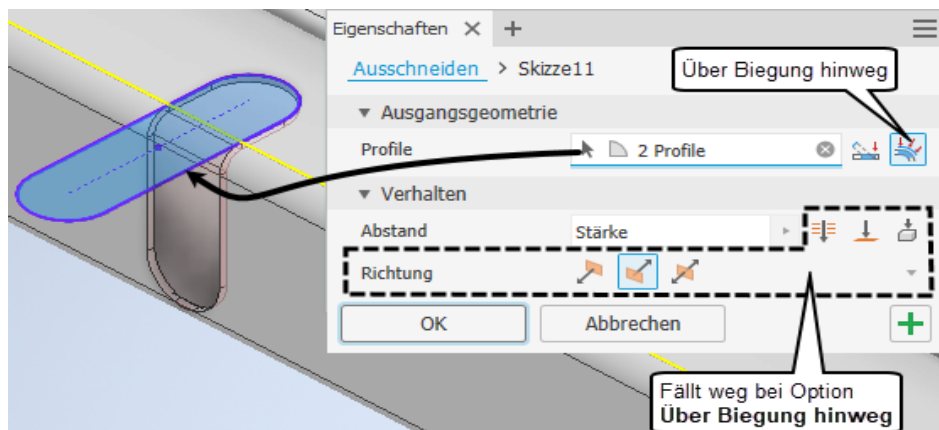 Eigenschaften × +
Ausschneiden > Skizze11
Über Biegung hinweg
Ausgangsgeometrie
Profile 2 Profile
Verhalten
Abstand Stärke
Richtung
OK Abbrechen
Fällt weg bei Option
Über Biegung hinweg